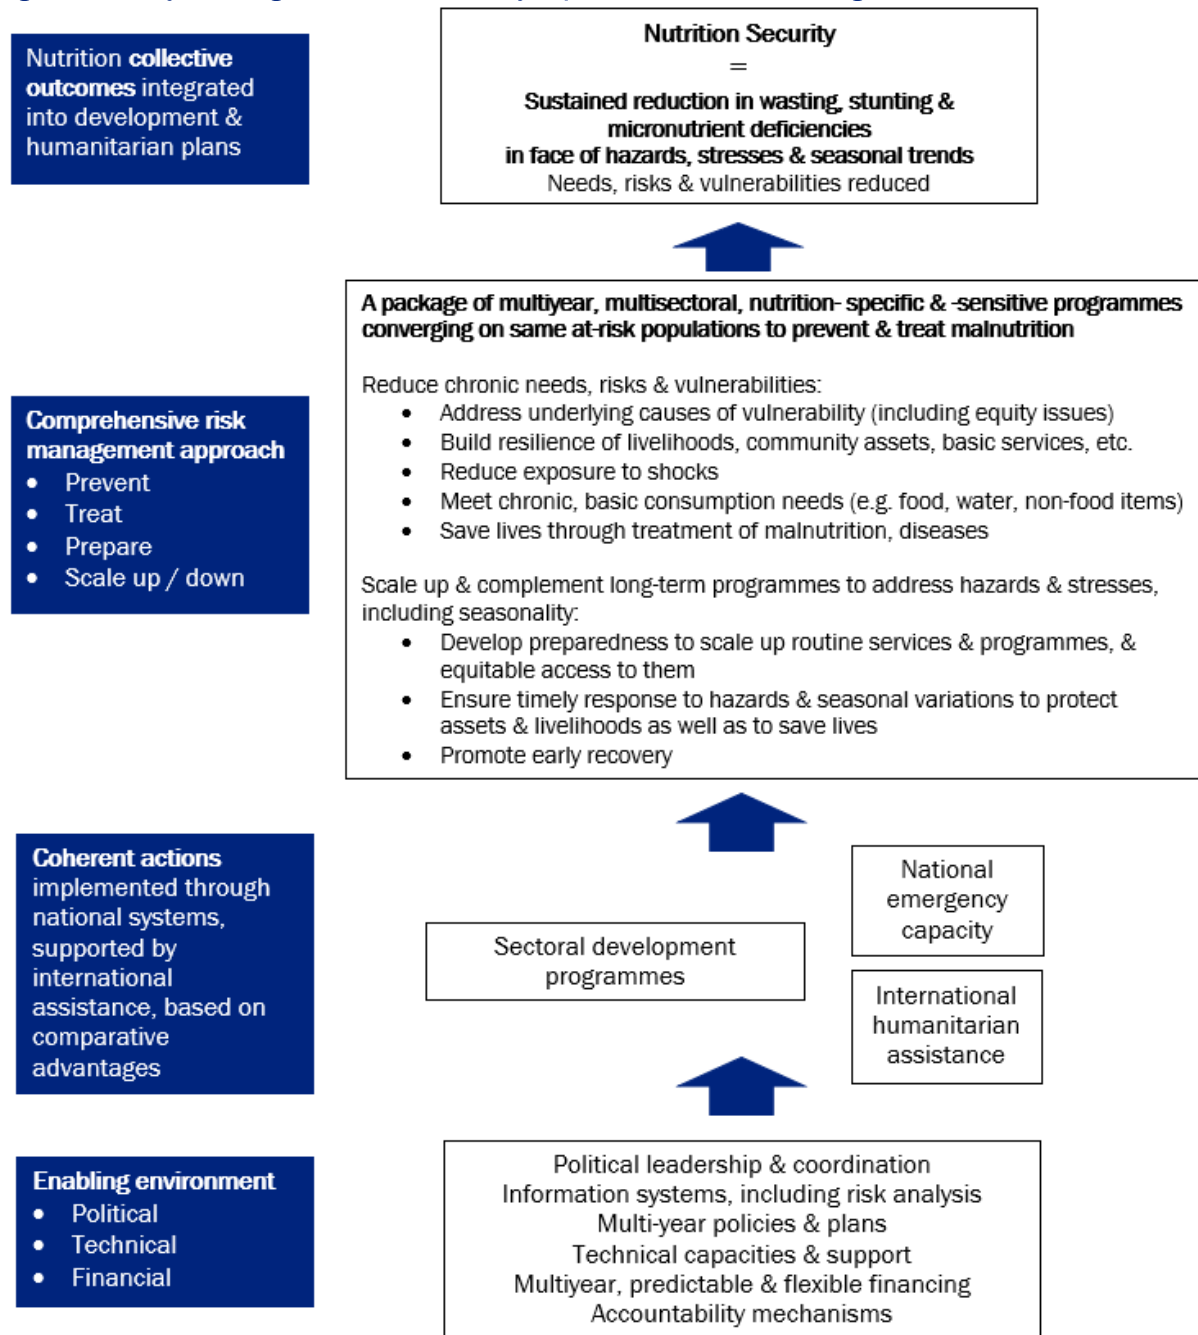 Nutrition collective
outcomes integrated
into development &
humanitarian plans
Nutrition Security
=
Sustained reduction in wasting, stunting &
micronutrient deficiencies
in face of hazards, stresses & seasonal trends
Needs, risks & vulnerabilities reduced
Comprehensive risk
management approach
• Prevent
• Treat
• Prepare
• Scale up / down
A package of multiyear, multisectoral, nutrition- specific & -sensitive programmes
converging on same at-risk populations to prevent & treat malnutrition
Reduce chronic needs, risks & vulnerabilities:
• Address underlying causes of vulnerability (including equity issues)
• Build resilience of livelihoods, community assets, basic services, etc.
• Reduce exposure to shocks
• Meet chronic, basic consumption needs (e.g. food, water, non-food items)
• Save lives through treatment of malnutrition, diseases
Scale up & complement long-term programmes to address hazards & stresses,
including seasonality:
• Develop preparedness to scale up routine services & programmes, &
equitable access to them
• Ensure timely response to hazards & seasonal variations to protect
assets & livelihoods as well as to save lives
• Promote early recovery
Coherent actions
implemented through
national systems,
supported by
international
assistance, based on
comparative
advantages
Sectoral development
programmes
National
emergency
capacity
International
humanitarian
assistance
Enabling environment
• Political
• Technical
• Financial
Political leadership & coordination
Information systems, including risk analysis
Multi-year policies & plans
Technical capacities & support
Multiyear, predictable & flexible financing
Accountability mechanisms